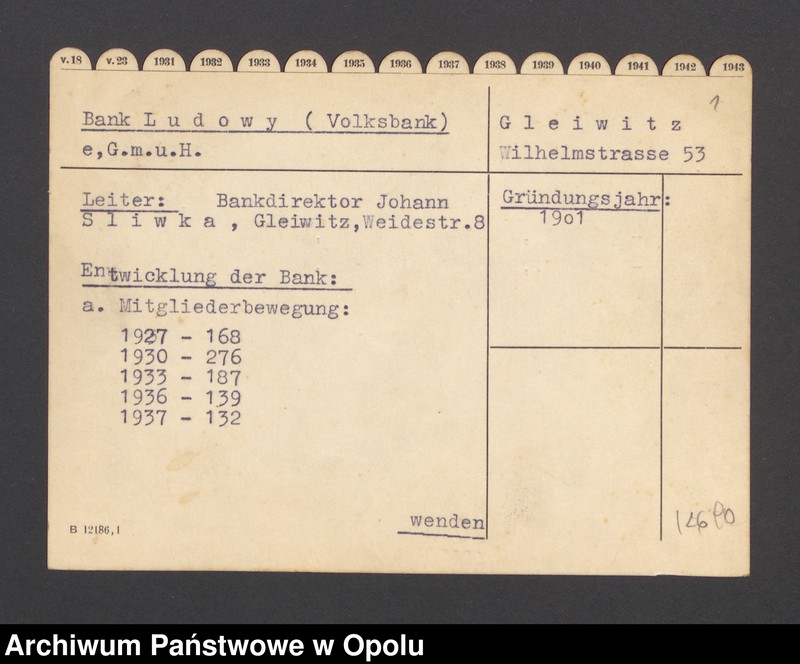 v.18 v.23 1931 1932 1933 1934 1935 1936 1937 1938 1939 1940 1941 1942 1943
1
Bank L u d o w y ( Volksbank)
e,G.m.u.H.
G l e i w i t z
Wilhelmstrasse 53
Leiter: Bankdirektor Johann
S l i w k a , Gleiwitz,Weidestr.8
Gründungsjahr:
19o1
Entwicklung der Bank:
a. Mitgliederbewegung:
1927 - 168
1930 - 276
1933 - 187
1936 - 139
1937 - 132
wenden
B 12186,1
Archiwum Państwowe w Opolu